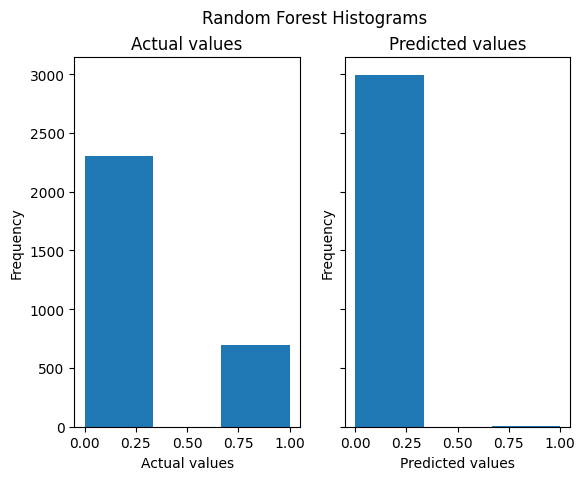 Random Forest Histograms
Actual values
Predicted values
3000
2500
2000
1500
1000
500
0
Frequency
Frequency
0.00 0.25 0.50 0.75 1.00
0.00 0.25 0.50 0.75 1.00
Actual values
Predicted values